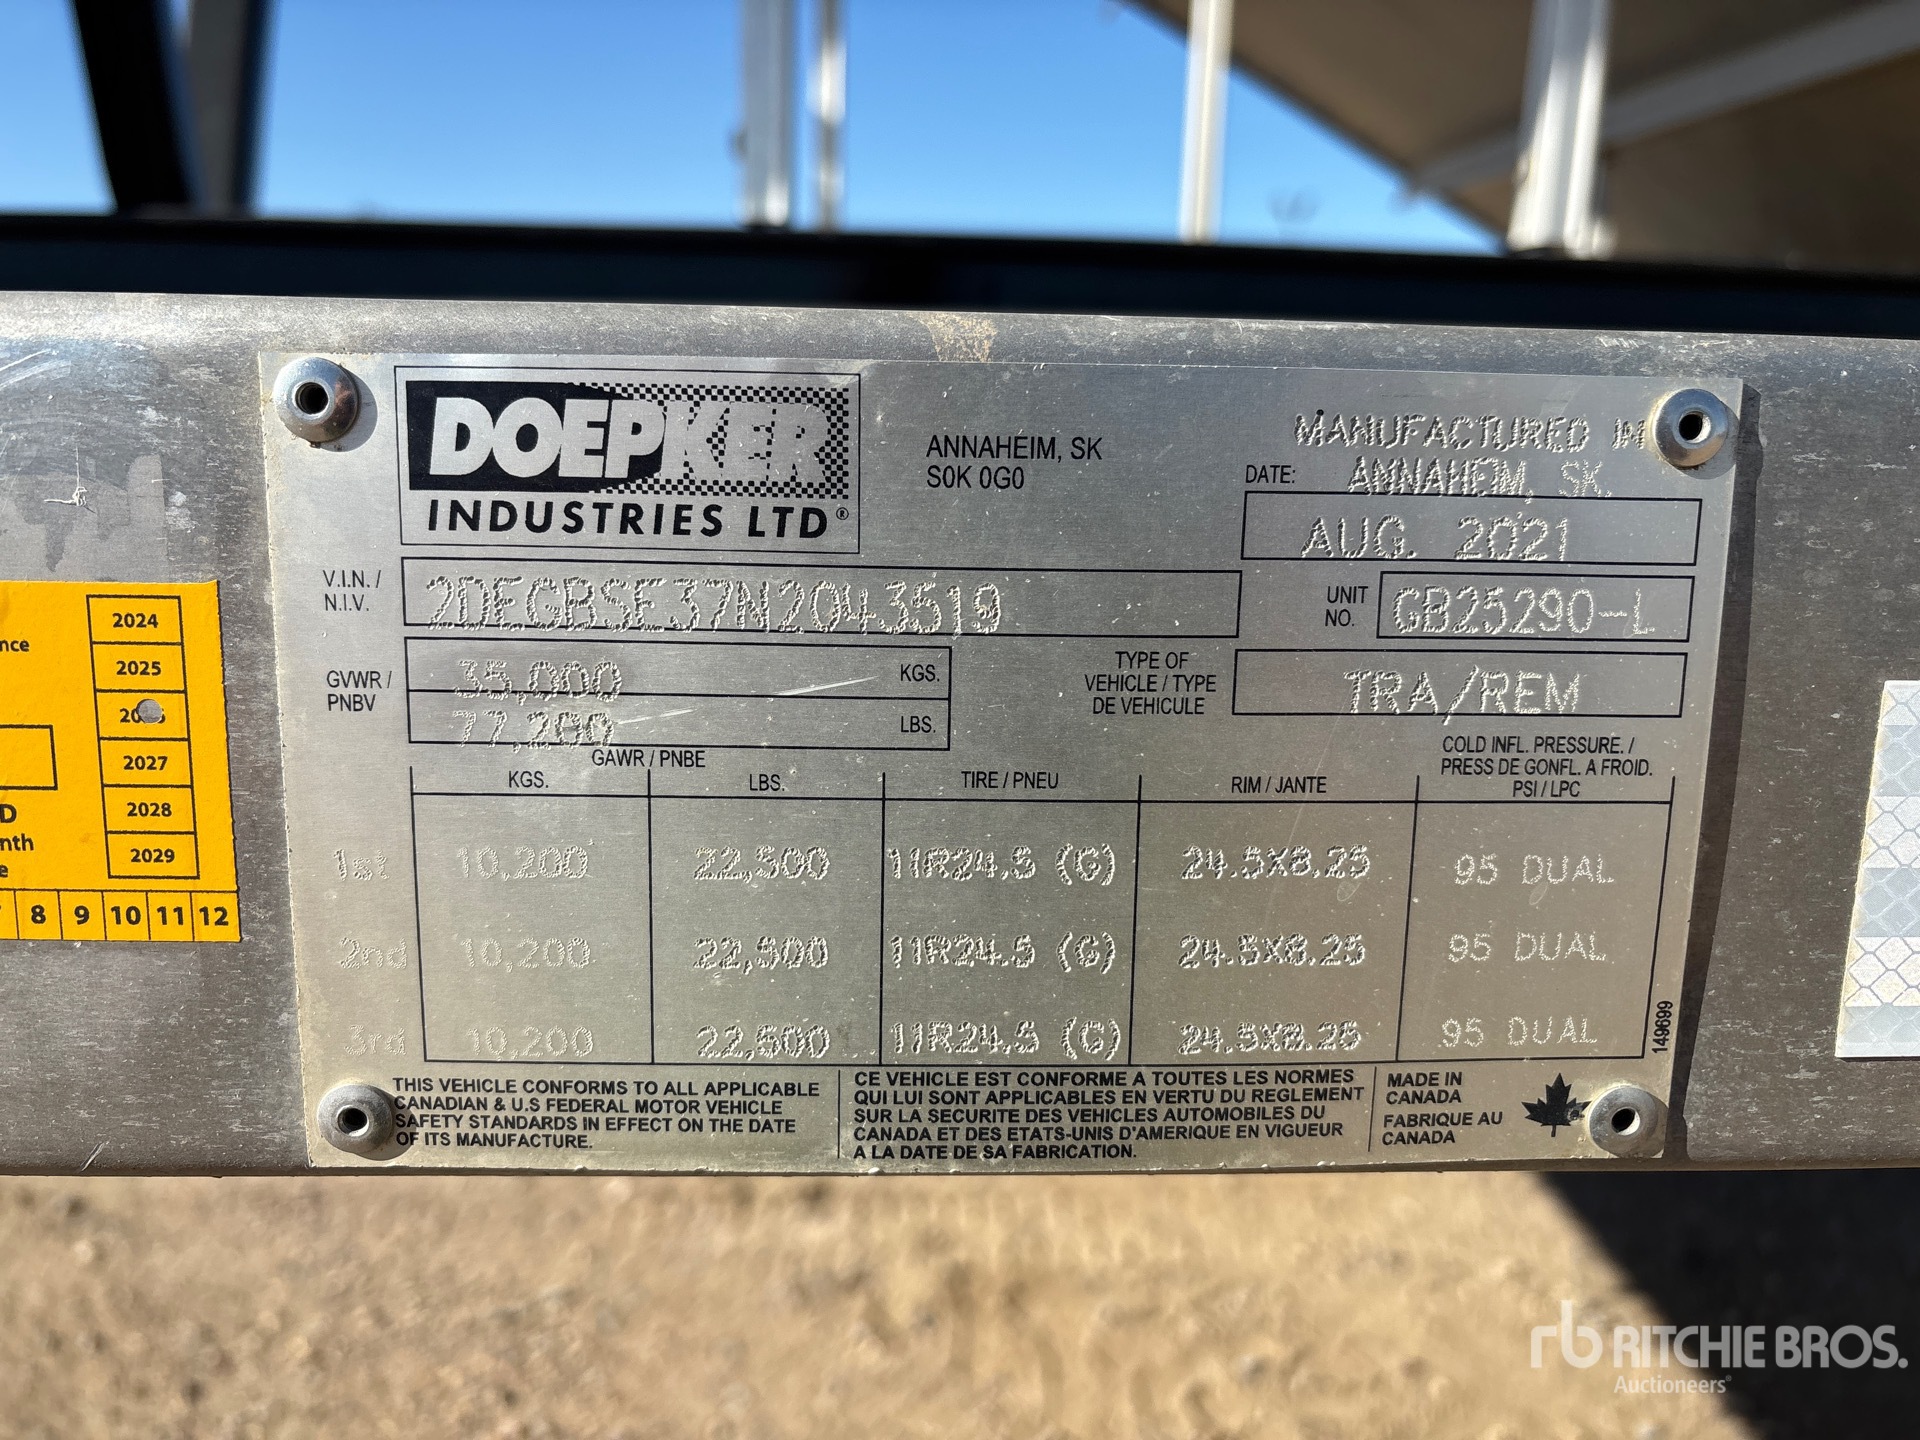 DOEPKER
INDUSTRIES LTD®
ANNAHEIM, SK
S0K 0G0
MANUFACTURED IN
DATE: ANNAHEIM, SK.
AUG. 2021
V.I.N. /
N.I.V.
2DEGBSE37N2043519
UNIT
NO.
GB25290-L
GVWR /
PNBV
35,000 KGS.
77,200 LBS.
TYPE OF
VEHICLE / TYPE
DE VEHICULE
TRA/REM
GAWR / PNBE
COLD INFL. PRESSURE. /
PRESS DE GONFL. A FROID.
KGS. LBS. TIRE / PNEU RIM / JANTE PSI / LPC
1st 10,200 22,500 11R24.5 (G) 24.5X8.25 95 DUAL
2nd 10,200 22,500 11R24.5 (G) 24.5X8.25 95 DUAL
3rd 10,200 22,500 11R24.5 (G) 24.5X8.25 95 DUAL
149699
THIS VEHICLE CONFORMS TO ALL APPLICABLE
CANADIAN & U.S FEDERAL MOTOR VEHICLE
SAFETY STANDARDS IN EFFECT ON THE DATE
OF ITS MANUFACTURE.
CE VEHICLE EST CONFORME A TOUTES LES NORMES
QUI LUI SONT APPLICABLES EN VERTU DU REGLEMENT
SUR LA SECURITE DES VEHICLES AUTOMOBILES DU
CANADA ET DES ETATS-UNIS D'AMERIQUE EN VIGUEUR
A LA DATE DE SA FABRICATION.
MADE IN
CANADA
FABRIQUE AU
CANADA
2024
2025
2027
2028
2029
8 9 10 11 12
rb RITCHIE BROS.
Auctioneers